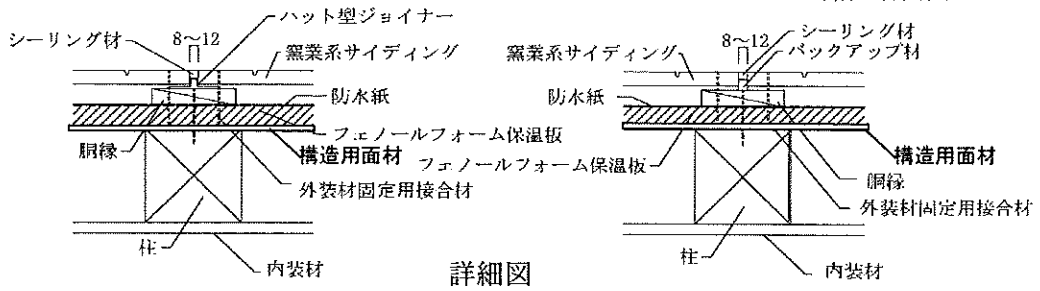 ハット型ジョイナー
シーリング材
8〜12
窯業系サイディング
防水紙
フェノールフォーム保温板
胴縁
構造用面材
外装材固定用接合材
柱
内装材
シーリング材
8〜12
バックアップ材
窯業系サイディング
防水紙
構造用面材
フェノールフォーム保温板
胴縁
外装材固定用接合材
柱
内装材
詳細図